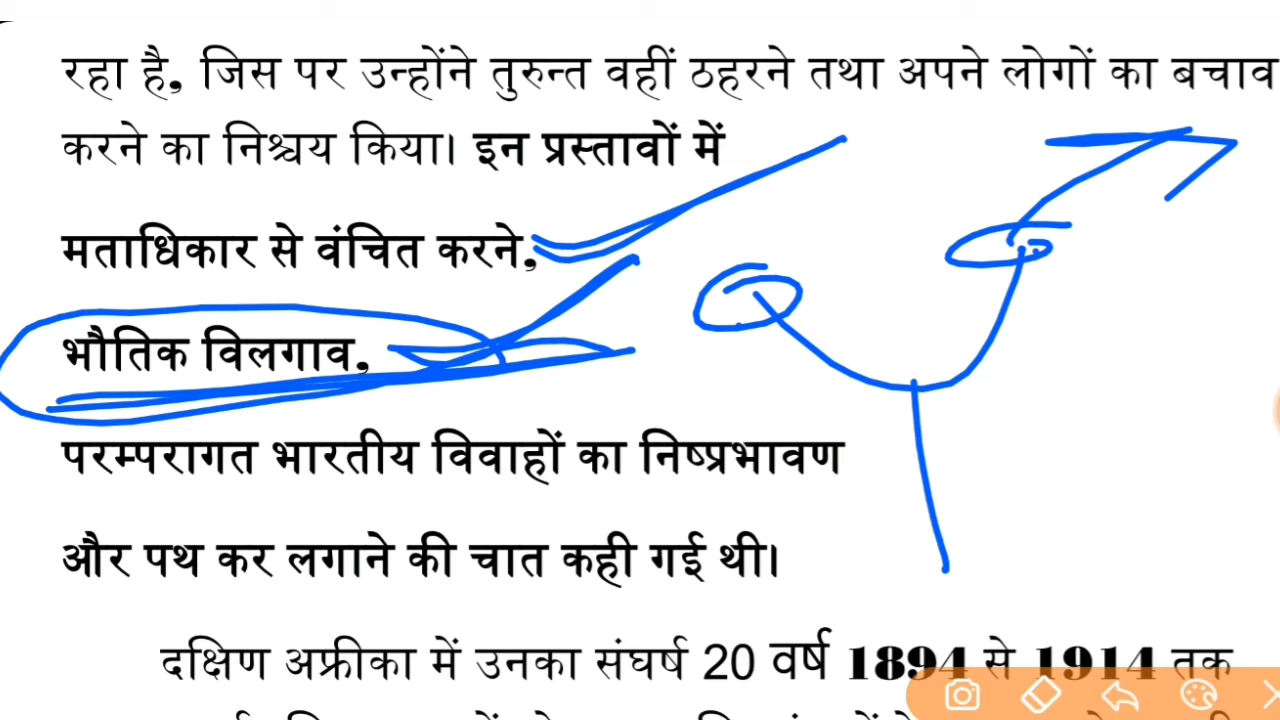 रहा है, जिस पर उन्होंने तुरुन्त वहीं ठहरने तथा अपने लोगों का बचाव
करने का निश्चय किया। इन प्रस्तावों में
मताधिकार से वंचित करने,
भौतिक विलगाव,
परम्परागत भारतीय विवाहों का निष्प्रभावण
और पथ कर लगाने की चात कही गई थी।
दक्षिण अफ्रीका में उनका संघर्ष 20 वर्ष 1894 से 1914 तक